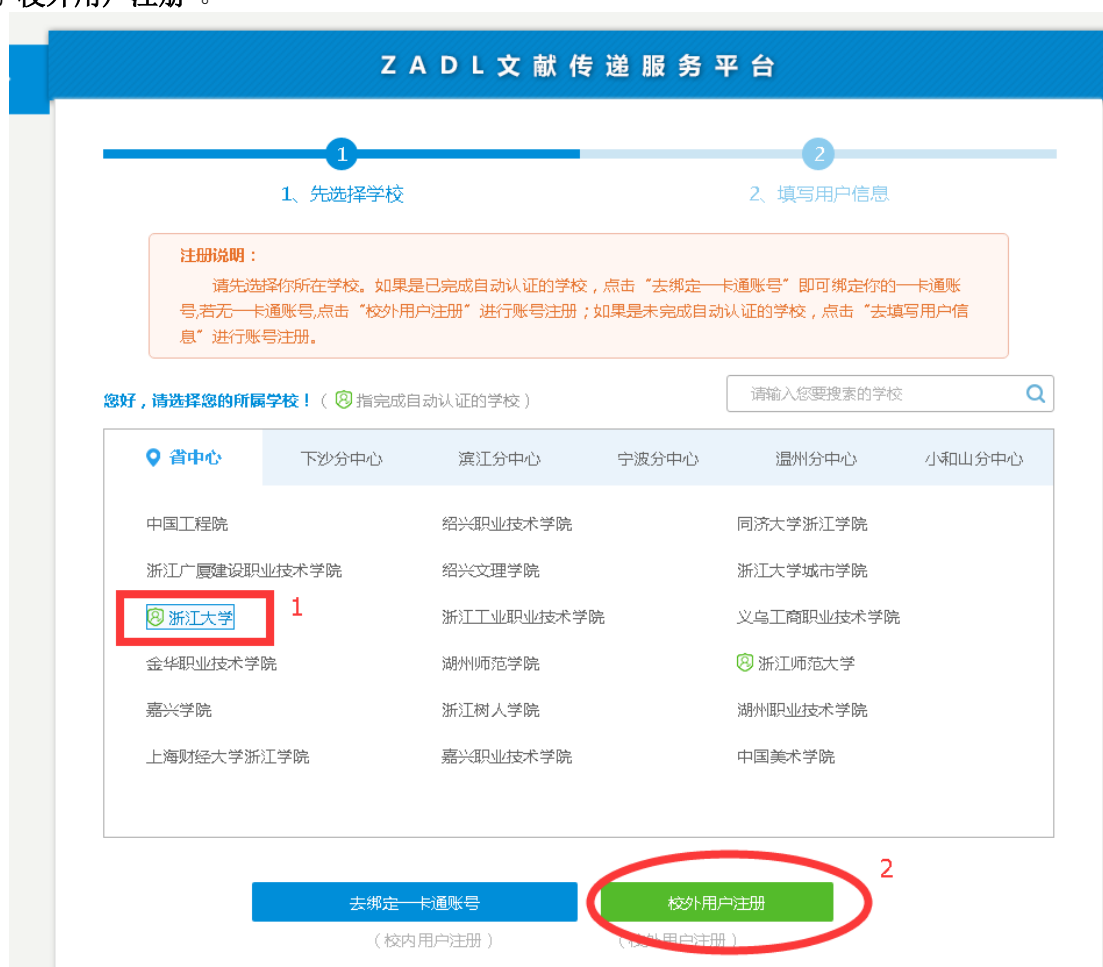 校外用户注册”。
ZADL文献传递服务平台
1
2
1、先选择学校
2、填写用户信息
注册说明：
请先选择你所在学校。如果是已完成自动认证的学校，点击“去绑定一卡通账号”即可绑定你的一卡通账
号,若无一卡通账号,点击“校外用户注册”进行账号注册；如果是未完成自动认证的学校，点击“去填写用户信
息”进行账号注册。
您好，请选择您的所属学校！（ 指完成自动认证的学校）
请输入您要搜索的学校
省中心 下沙分中心 滨江分中心 宁波分中心 温州分中心 小和山分中心
中国工程院 绍兴职业技术学院 同济大学浙江学院
浙江广厦建设职业技术学院 绍兴文理学院 浙江大学城市学院
浙江大学 1 浙江工业职业技术学院 义乌工商职业技术学院
金华职业技术学院 湖州师范学院 浙江师范大学
嘉兴学院 浙江树人学院 湖州职业技术学院
上海财经大学浙江学院 嘉兴职业技术学院 中国美术学院
2
去绑定一卡通账号 校外用户注册
（校内用户注册） （校外用户注册）